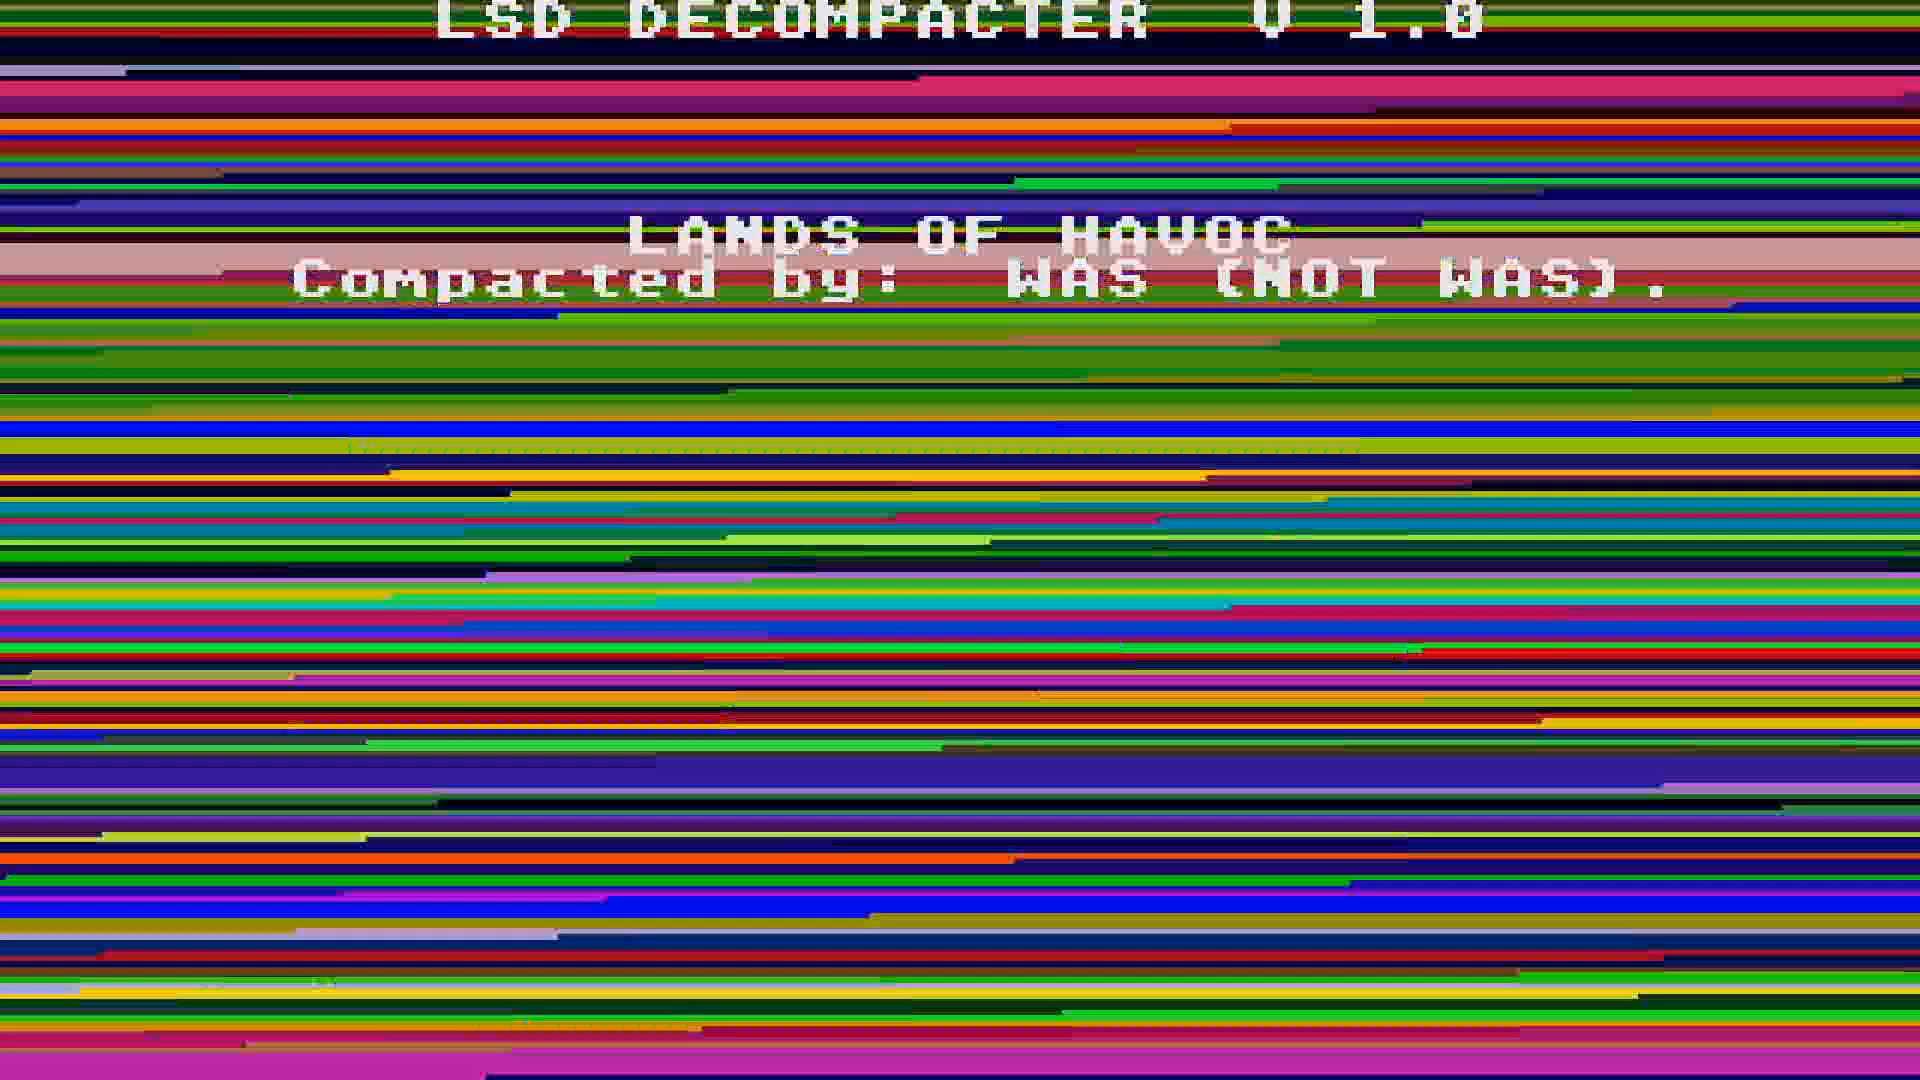 LSD DECOMPACTER V 1.0
LANDS OF HAVOC
Compacted by: WAS (NOT WAS).